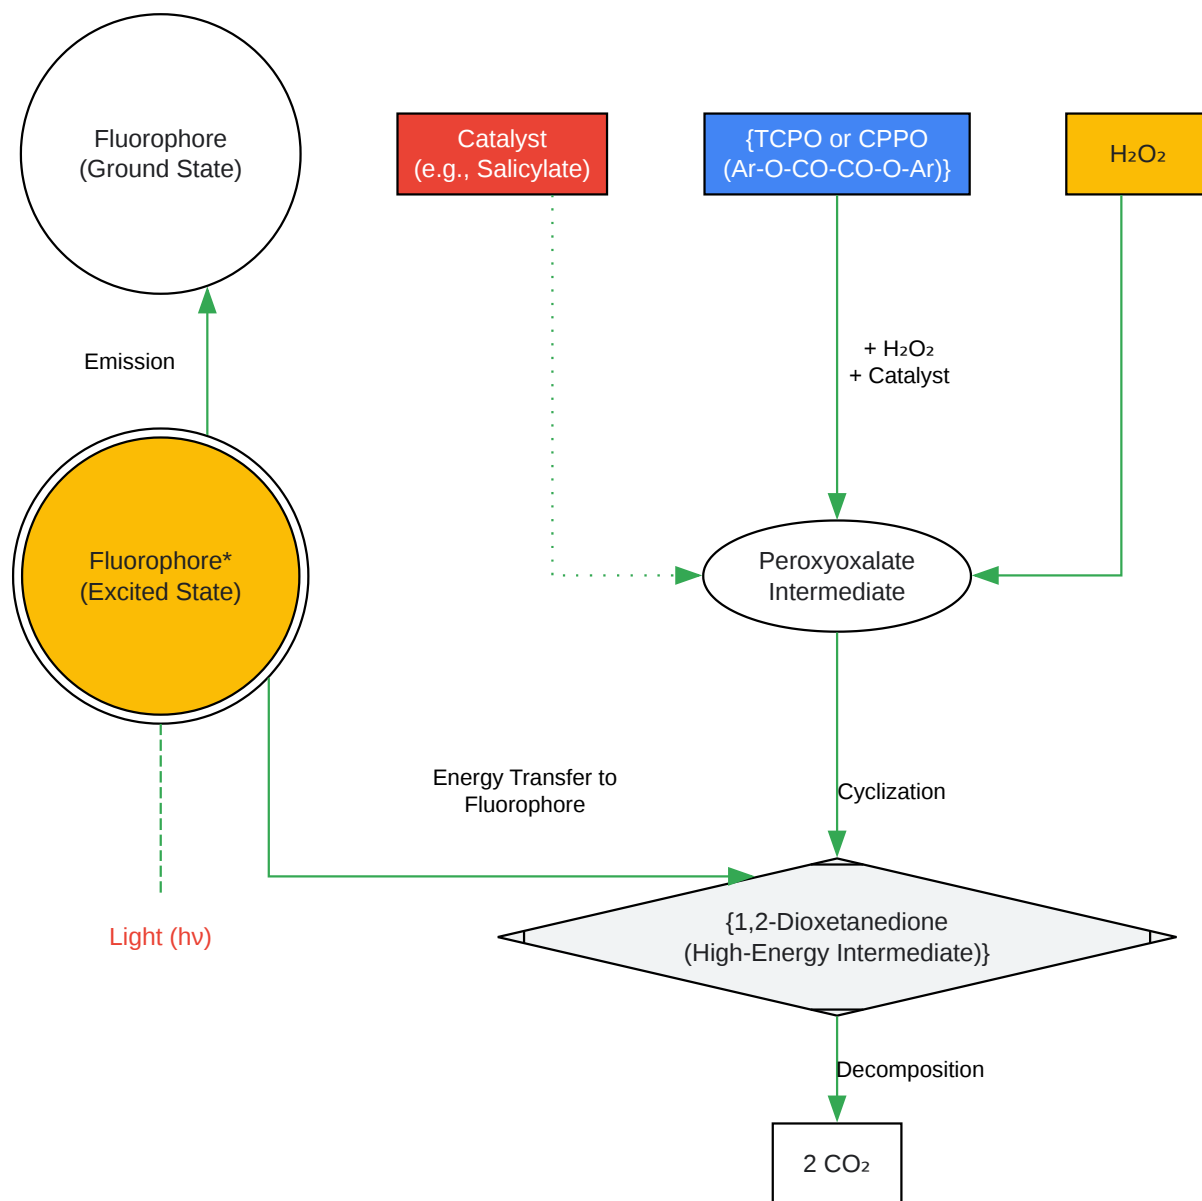 Fluorophore
(Ground State)
Catalyst
(e.g., Salicylate)
{TCPO or CPPO
(Ar-O-CO-CO-O-Ar)}
H₂O₂
Emission
+ H₂O₂
+ Catalyst
Fluorophore*
(Excited State)
Peroxyoxalate
Intermediate
Energy Transfer to
Fluorophore
Cyclization
Light (hν)
{1,2-Dioxetanedione
(High-Energy Intermediate)}
Decomposition
2 CO₂